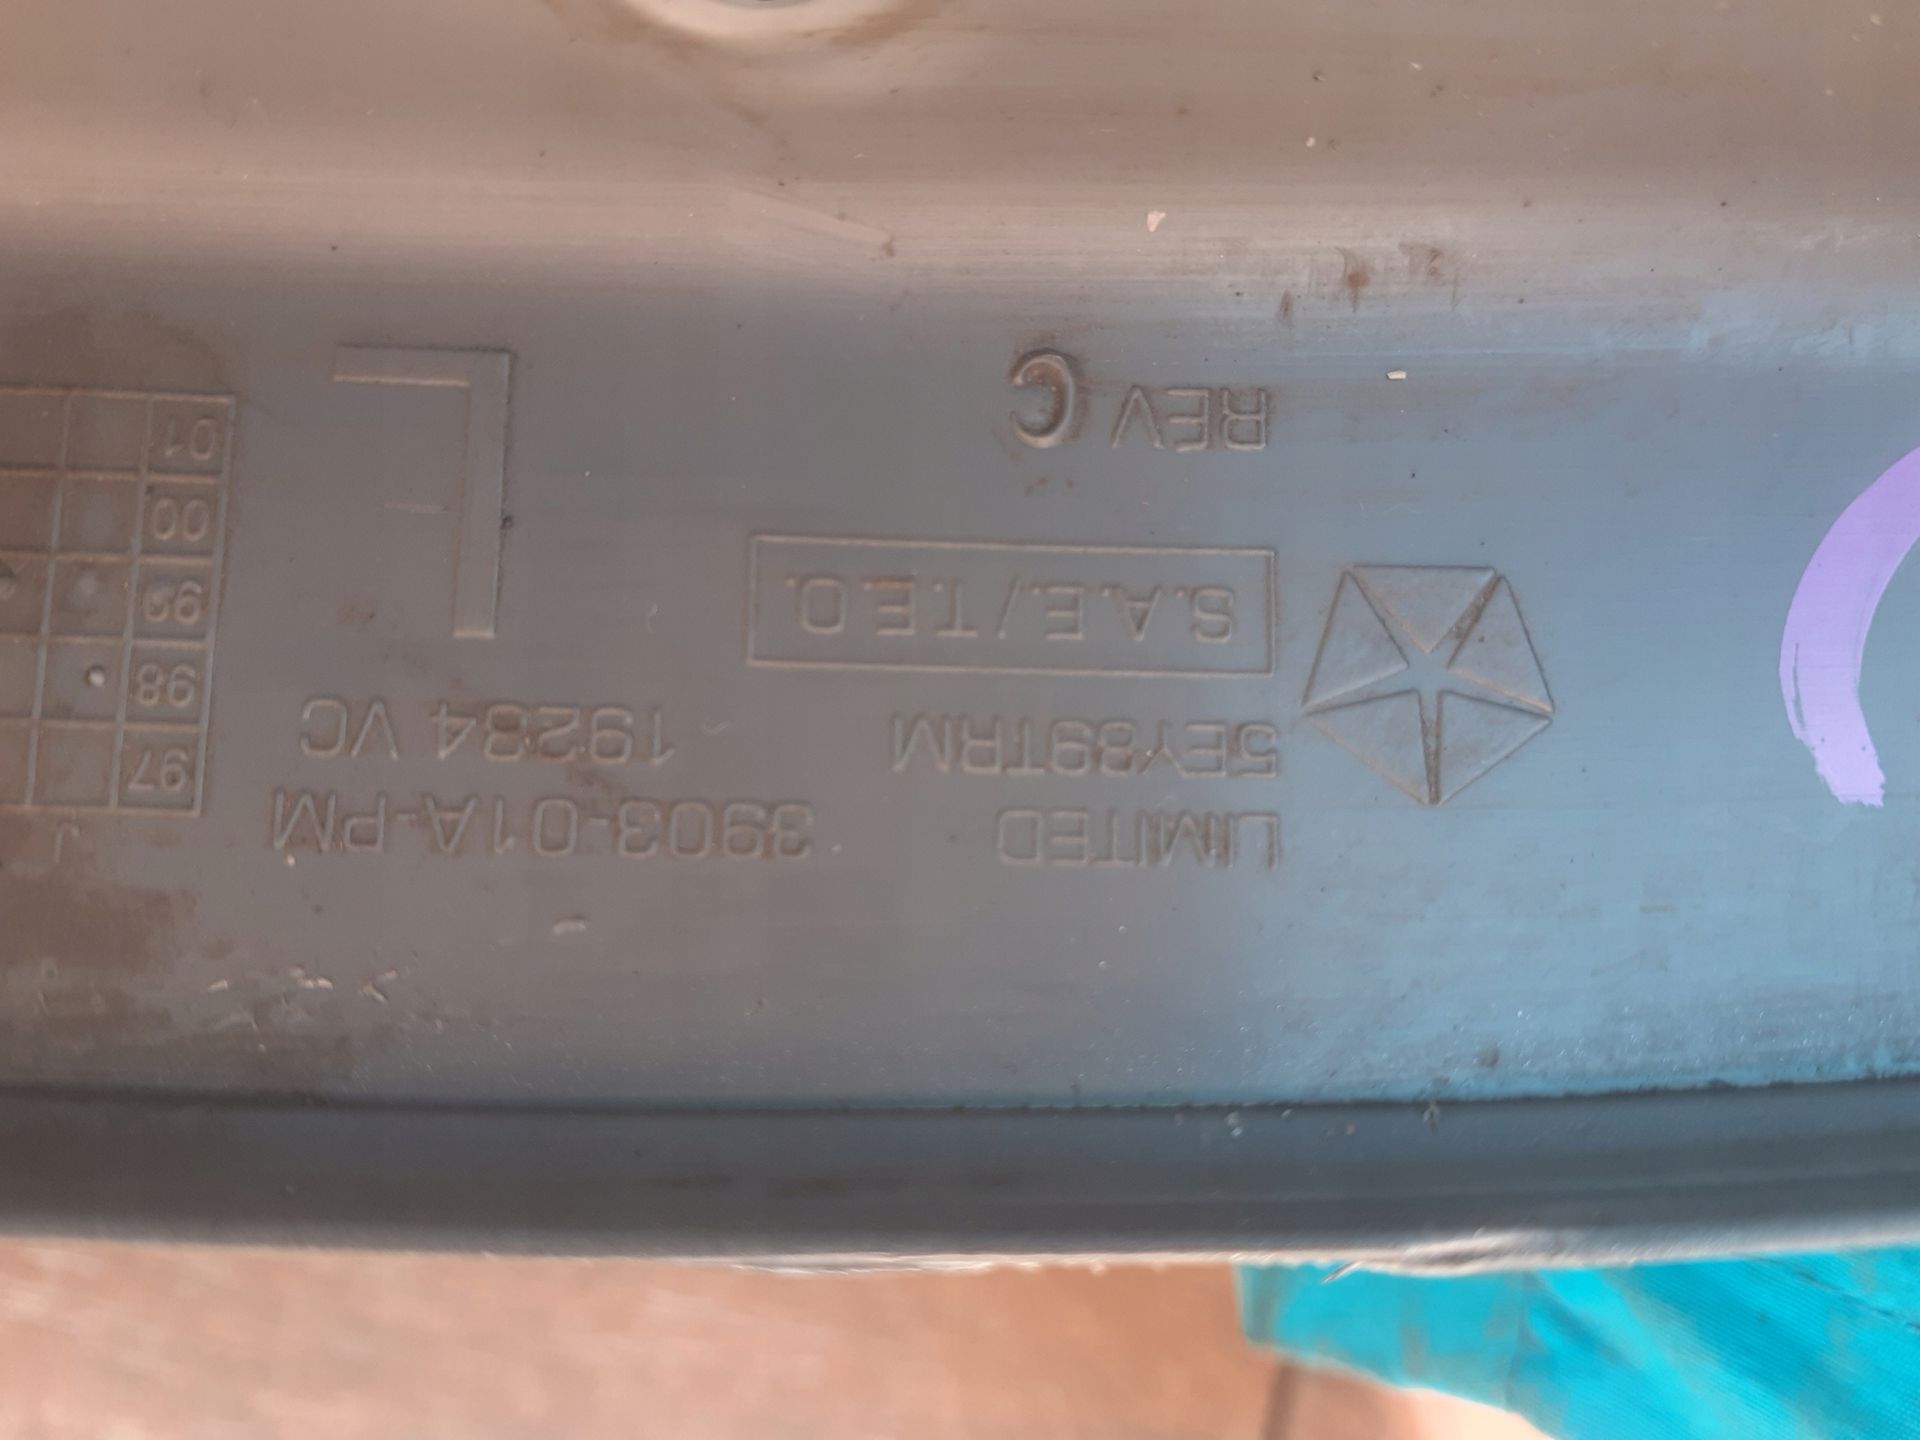 LIMITED 3903-01A-PM
5EY89TRM 19284 VC
S.A.E./T.E.O.
REV C
L
J
97
98
99
00
01